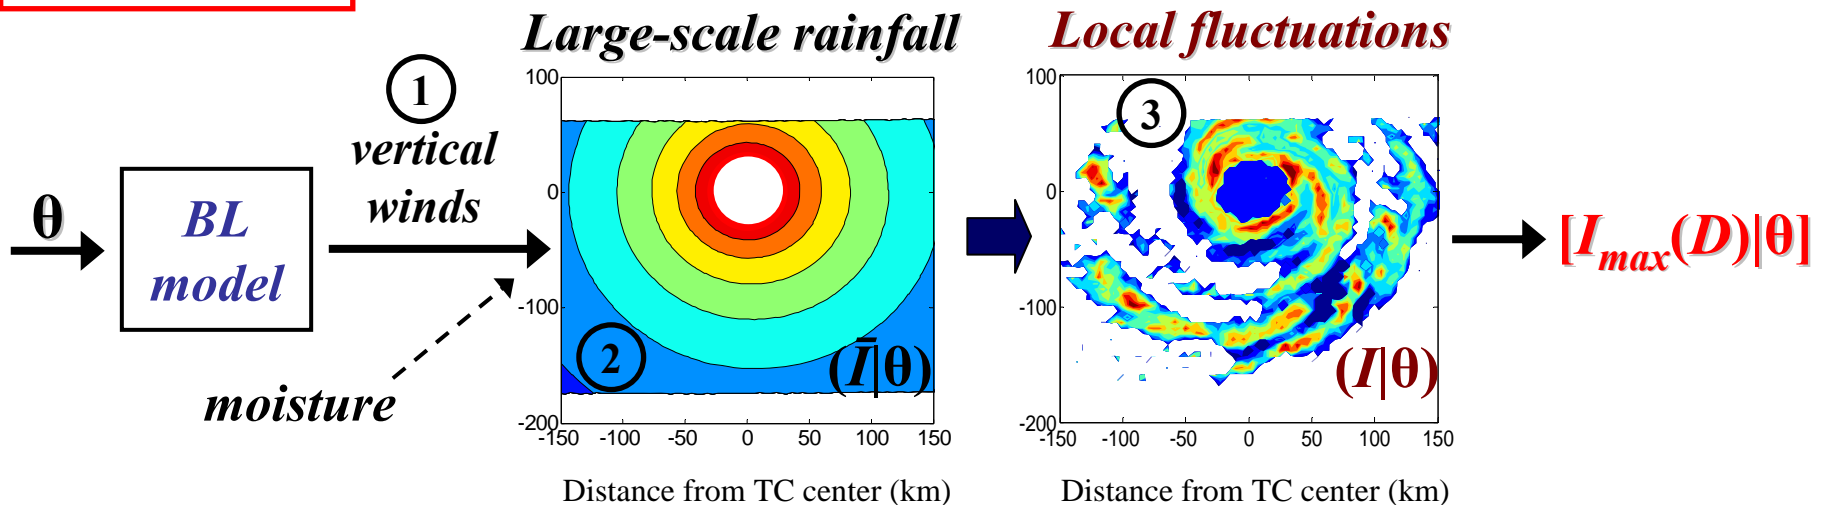 Large-scale rainfall
Local fluctuations
1
vertical
winds
θ
BL
model
moisture
100
0
-100
-200
-150
-100
-50
0
50
100
150
2
(Ī|θ)
Distance from TC center (km)
100
0
-100
-200
-150
-100
-50
0
50
100
150
3
(I|θ)
Distance from TC center (km)
[Imax(D)|θ]